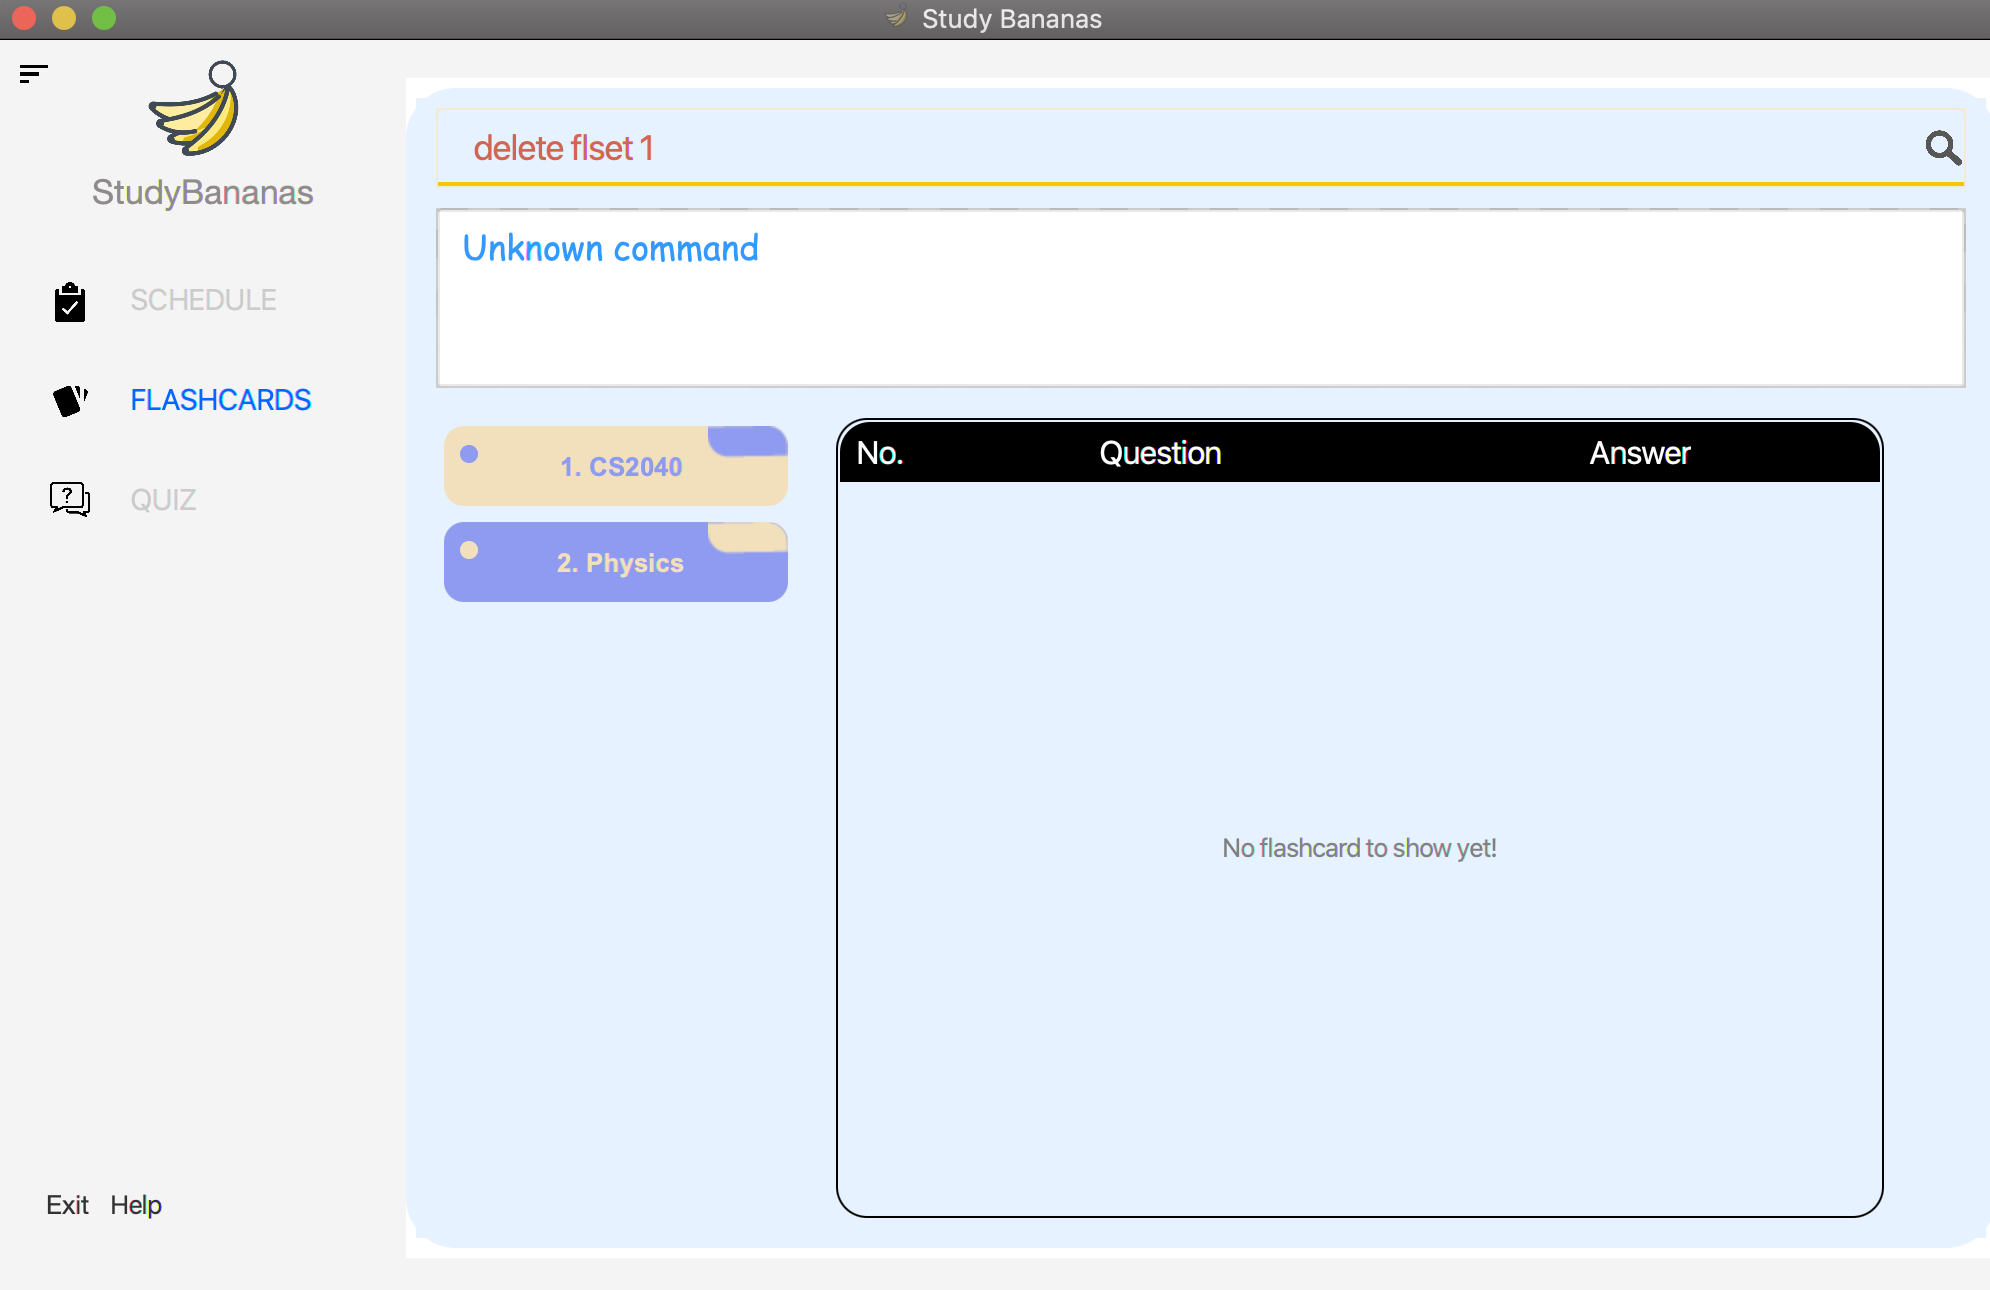 Study Bananas
StudyBananas
SCHEDULE
FLASHCARDS
?
QUIZ
Exit Help
delete flset 1
Unknown command
1. CS2040
2. Physics
No. Question Answer
No flashcard to show yet!